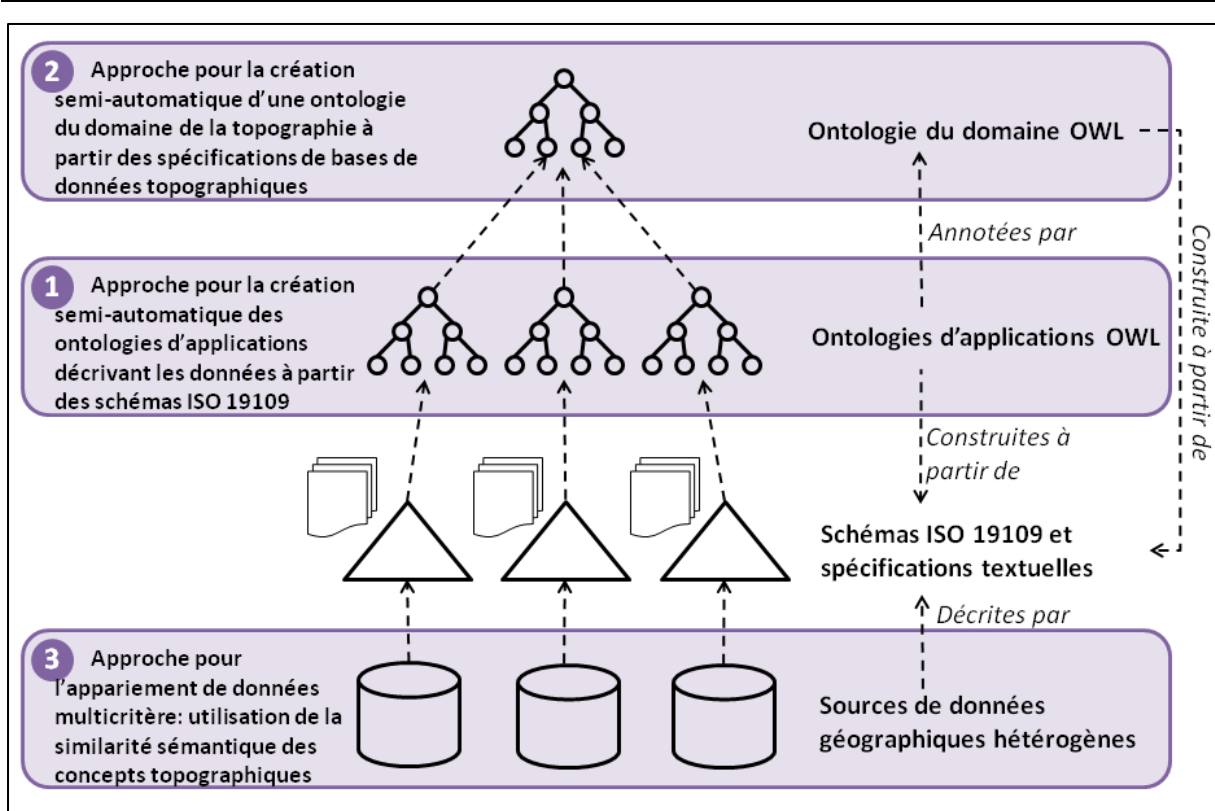 2 Approche pour la création
semi-automatique d'une ontologie
du domaine de la topographie à
partir des spécifications de bases de
données topographiques
Ontologie du domaine OWL
Annotées par
Construite à partir de
1 Approche pour la création
semi-automatique des
ontologies d'applications
décrivant les données à partir
des schémas ISO 19109
Ontologies d'applications OWL
Construites à
partir de
Schémas ISO 19109 et
spécifications textuelles
Décrites par
3 Approche pour
l'appariement de données
multicritère: utilisation de la
similarité sémantique des
concepts topographiques
Sources de données
géographiques hétérogènes